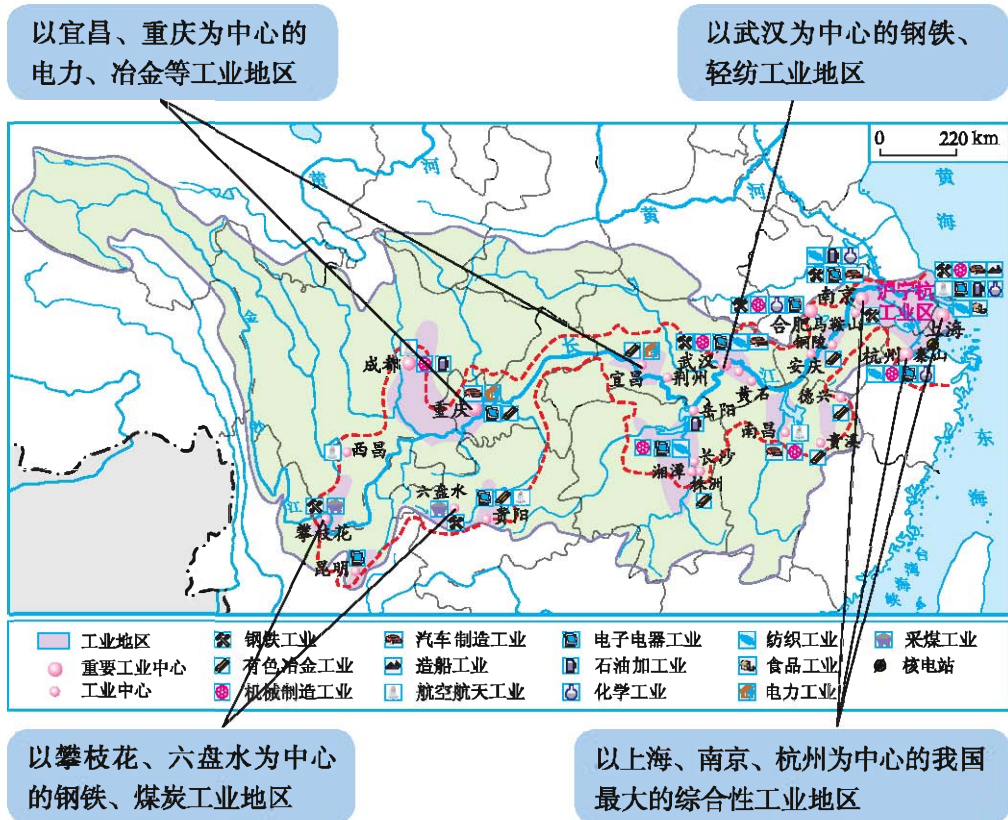 以宜昌、重庆为中心的
电力、冶金等工业地区
以武汉为中心的钢铁、
轻纺工业地区
0 220 km
黄
河
黄
河
黄
海
金
沙
江
长
江
成都
重庆
西昌
攀枝花
昆明
六盘水
贵阳
宜昌
荆州
武汉
黄石
岳阳
长沙
湘潭
株洲
南昌
德兴
贵溪
安庆
铜陵
合肥
马鞍山
南京
沪宁杭
工业区
上海
杭州
秦山
东
海
台
湾
海
峡
工业地区
重要工业中心
工业中心
钢铁工业
有色冶金工业
机械制造工业
汽车制造工业
造船工业
航空航天工业
电子电器工业
石油加工业
化学工业
纺织工业
食品工业
电力工业
采煤工业
核电站
以攀枝花、六盘水为中心
的钢铁、煤炭工业地区
以上海、南京、杭州为中心的我国
最大的综合性工业地区